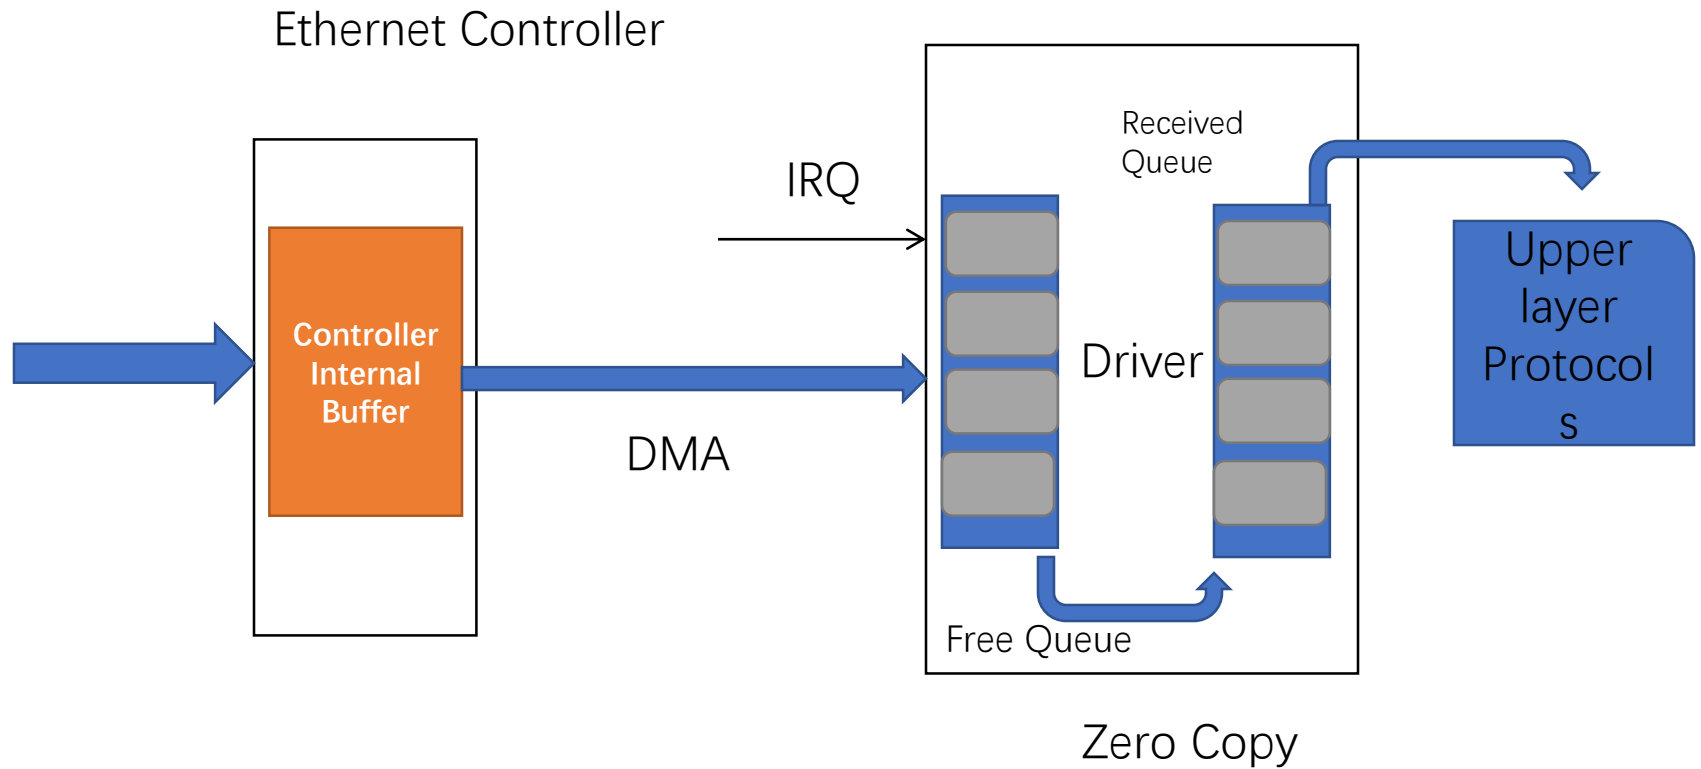 Ethernet Controller
Controller
Internal
Buffer
IRQ
DMA
Received
Queue
Driver
Free Queue
Upper
layer
Protocol
s
Zero Copy